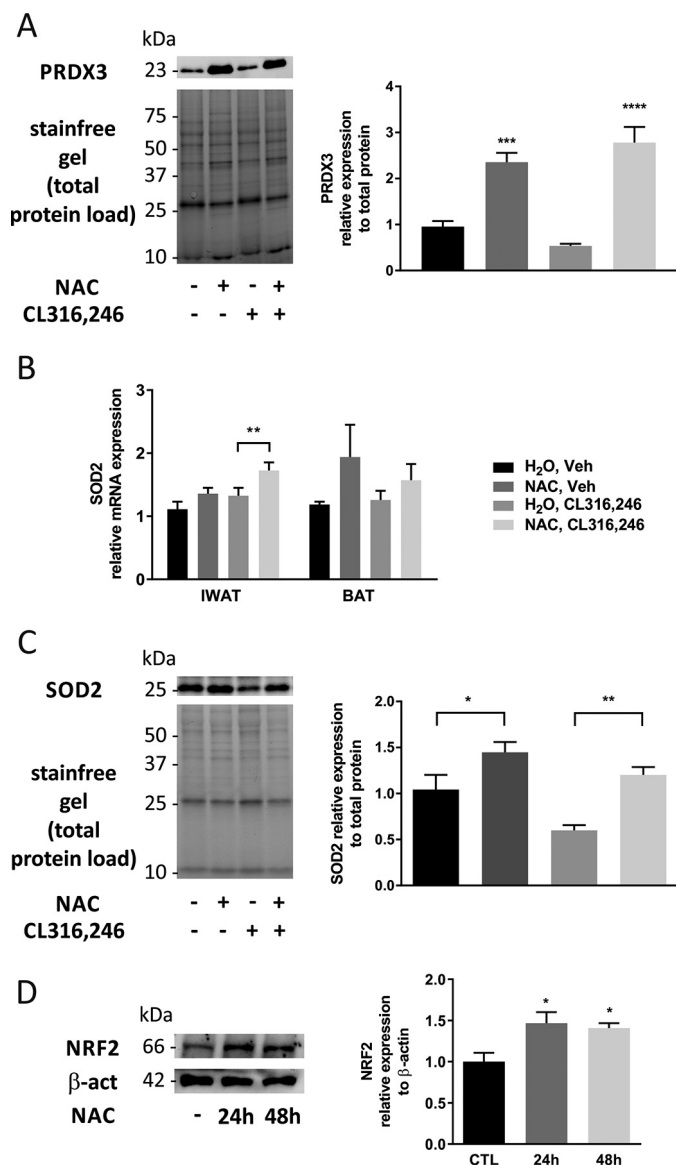 A
kDa
PRDX3
23
stainfree
gel
(total
protein load)
75
50
37
25
10
NAC - + - +
CL316,246 - - + +
PRDX3
relative expression
to total protein
4
3
2
1
0
***
****
B
SOD2
relative mRNA expression
3
2
1
0
**
IWAT
BAT
H2O, Veh
NAC, Veh
H2O, CL316,246
NAC, CL316,246
C
kDa
SOD2
25
stainfree
gel
(total
protein load)
50
37
25
10
NAC - + - +
CL316,246 - - + +
SOD2 relative expression
to total protein
2.0
1.5
1.0
0.5
0.0
*
**
D
kDa
NRF2
66
β-act
42
NAC - 24h 48h
NRF2
relative expression
to β-actin
2.0
1.5
1.0
0.5
0.0
*
*
CTL 24h 48h